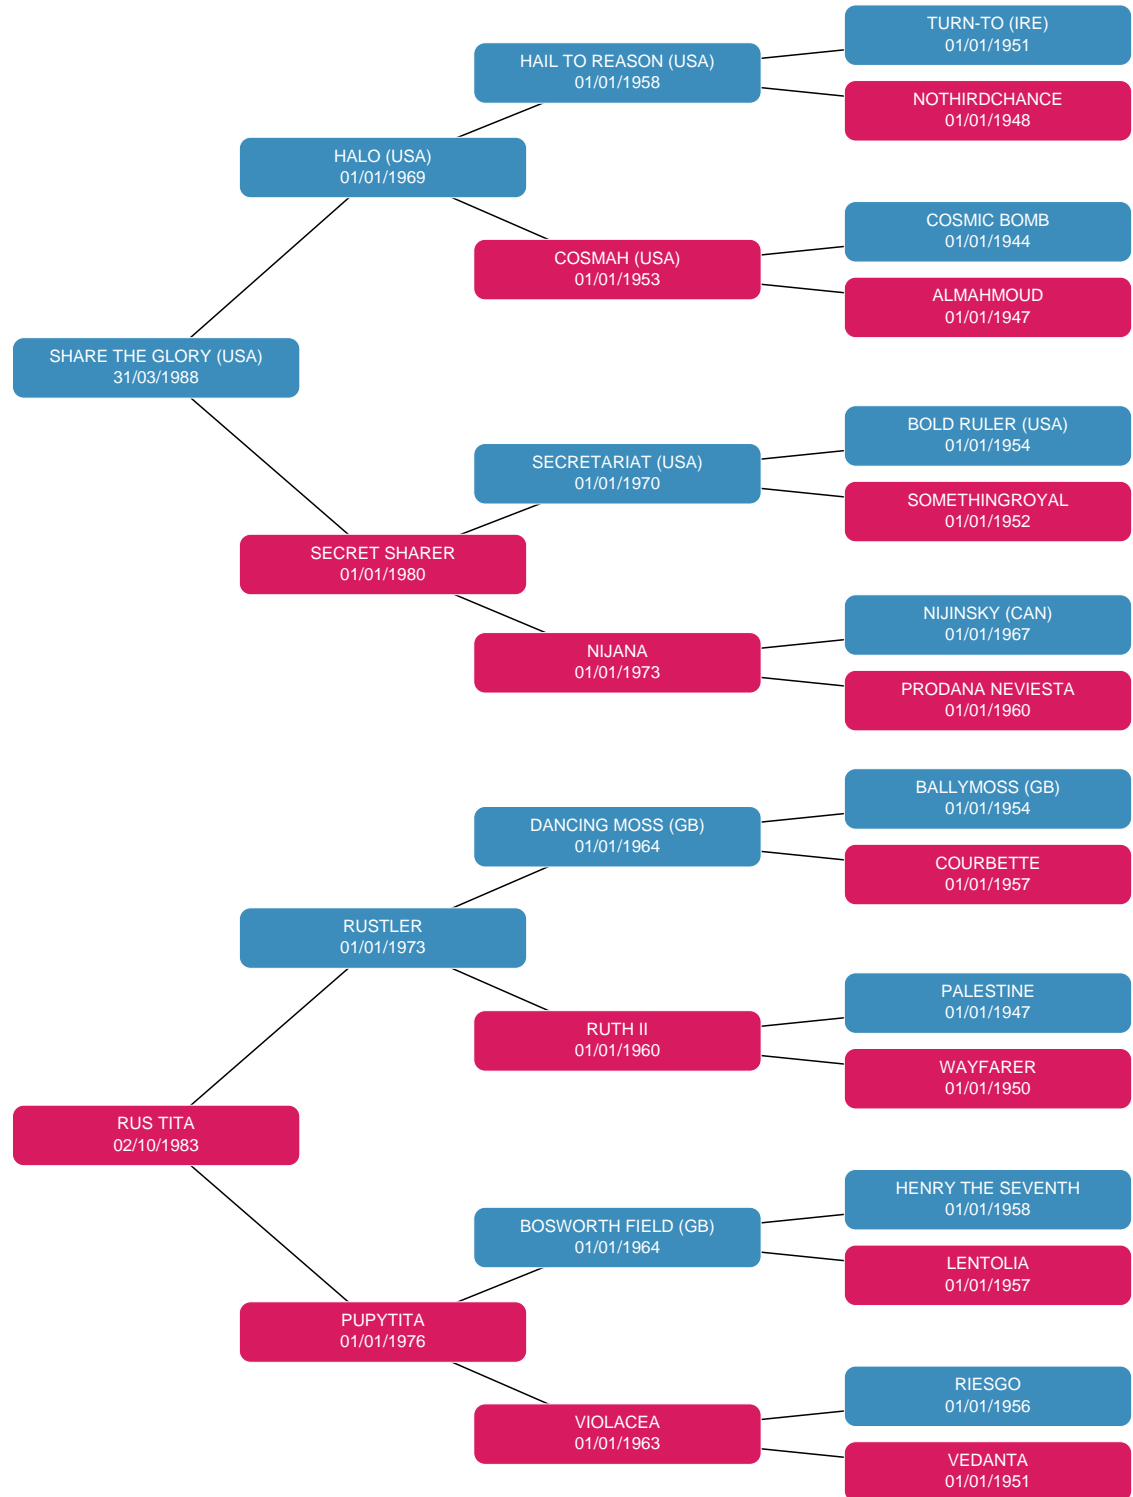 TURN-TO (IRE)
01/01/1951
HAIL TO REASON (USA)
01/01/1958
NOTHIRDCHANCE
01/01/1948
HALO (USA)
01/01/1969
COSMIC BOMB
01/01/1944
COSMAH (USA)
01/01/1953
ALMAHMOUD
01/01/1947
SHARE THE GLORY (USA)
31/03/1988
BOLD RULER (USA)
01/01/1954
SECRETARIAT (USA)
01/01/1970
SOMETHINGROYAL
01/01/1952
SECRET SHARER
01/01/1980
NIJINSKY (CAN)
01/01/1967
NIJANA
01/01/1973
PRODANA NEVIESTA
01/01/1960
BALLYMOSS (GB)
01/01/1954
DANCING MOSS (GB)
01/01/1964
COURBETTE
01/01/1957
RUSTLER
01/01/1973
PALESTINE
01/01/1947
RUTH II
01/01/1960
WAYFARER
01/01/1950
RUS TITA
02/10/1983
HENRY THE SEVENTH
01/01/1958
BOSWORTH FIELD (GB)
01/01/1964
LENTOLIA
01/01/1957
PUPYTITA
01/01/1976
RIESGO
01/01/1956
VIOLACEA
01/01/1963
VEDANTA
01/01/1951